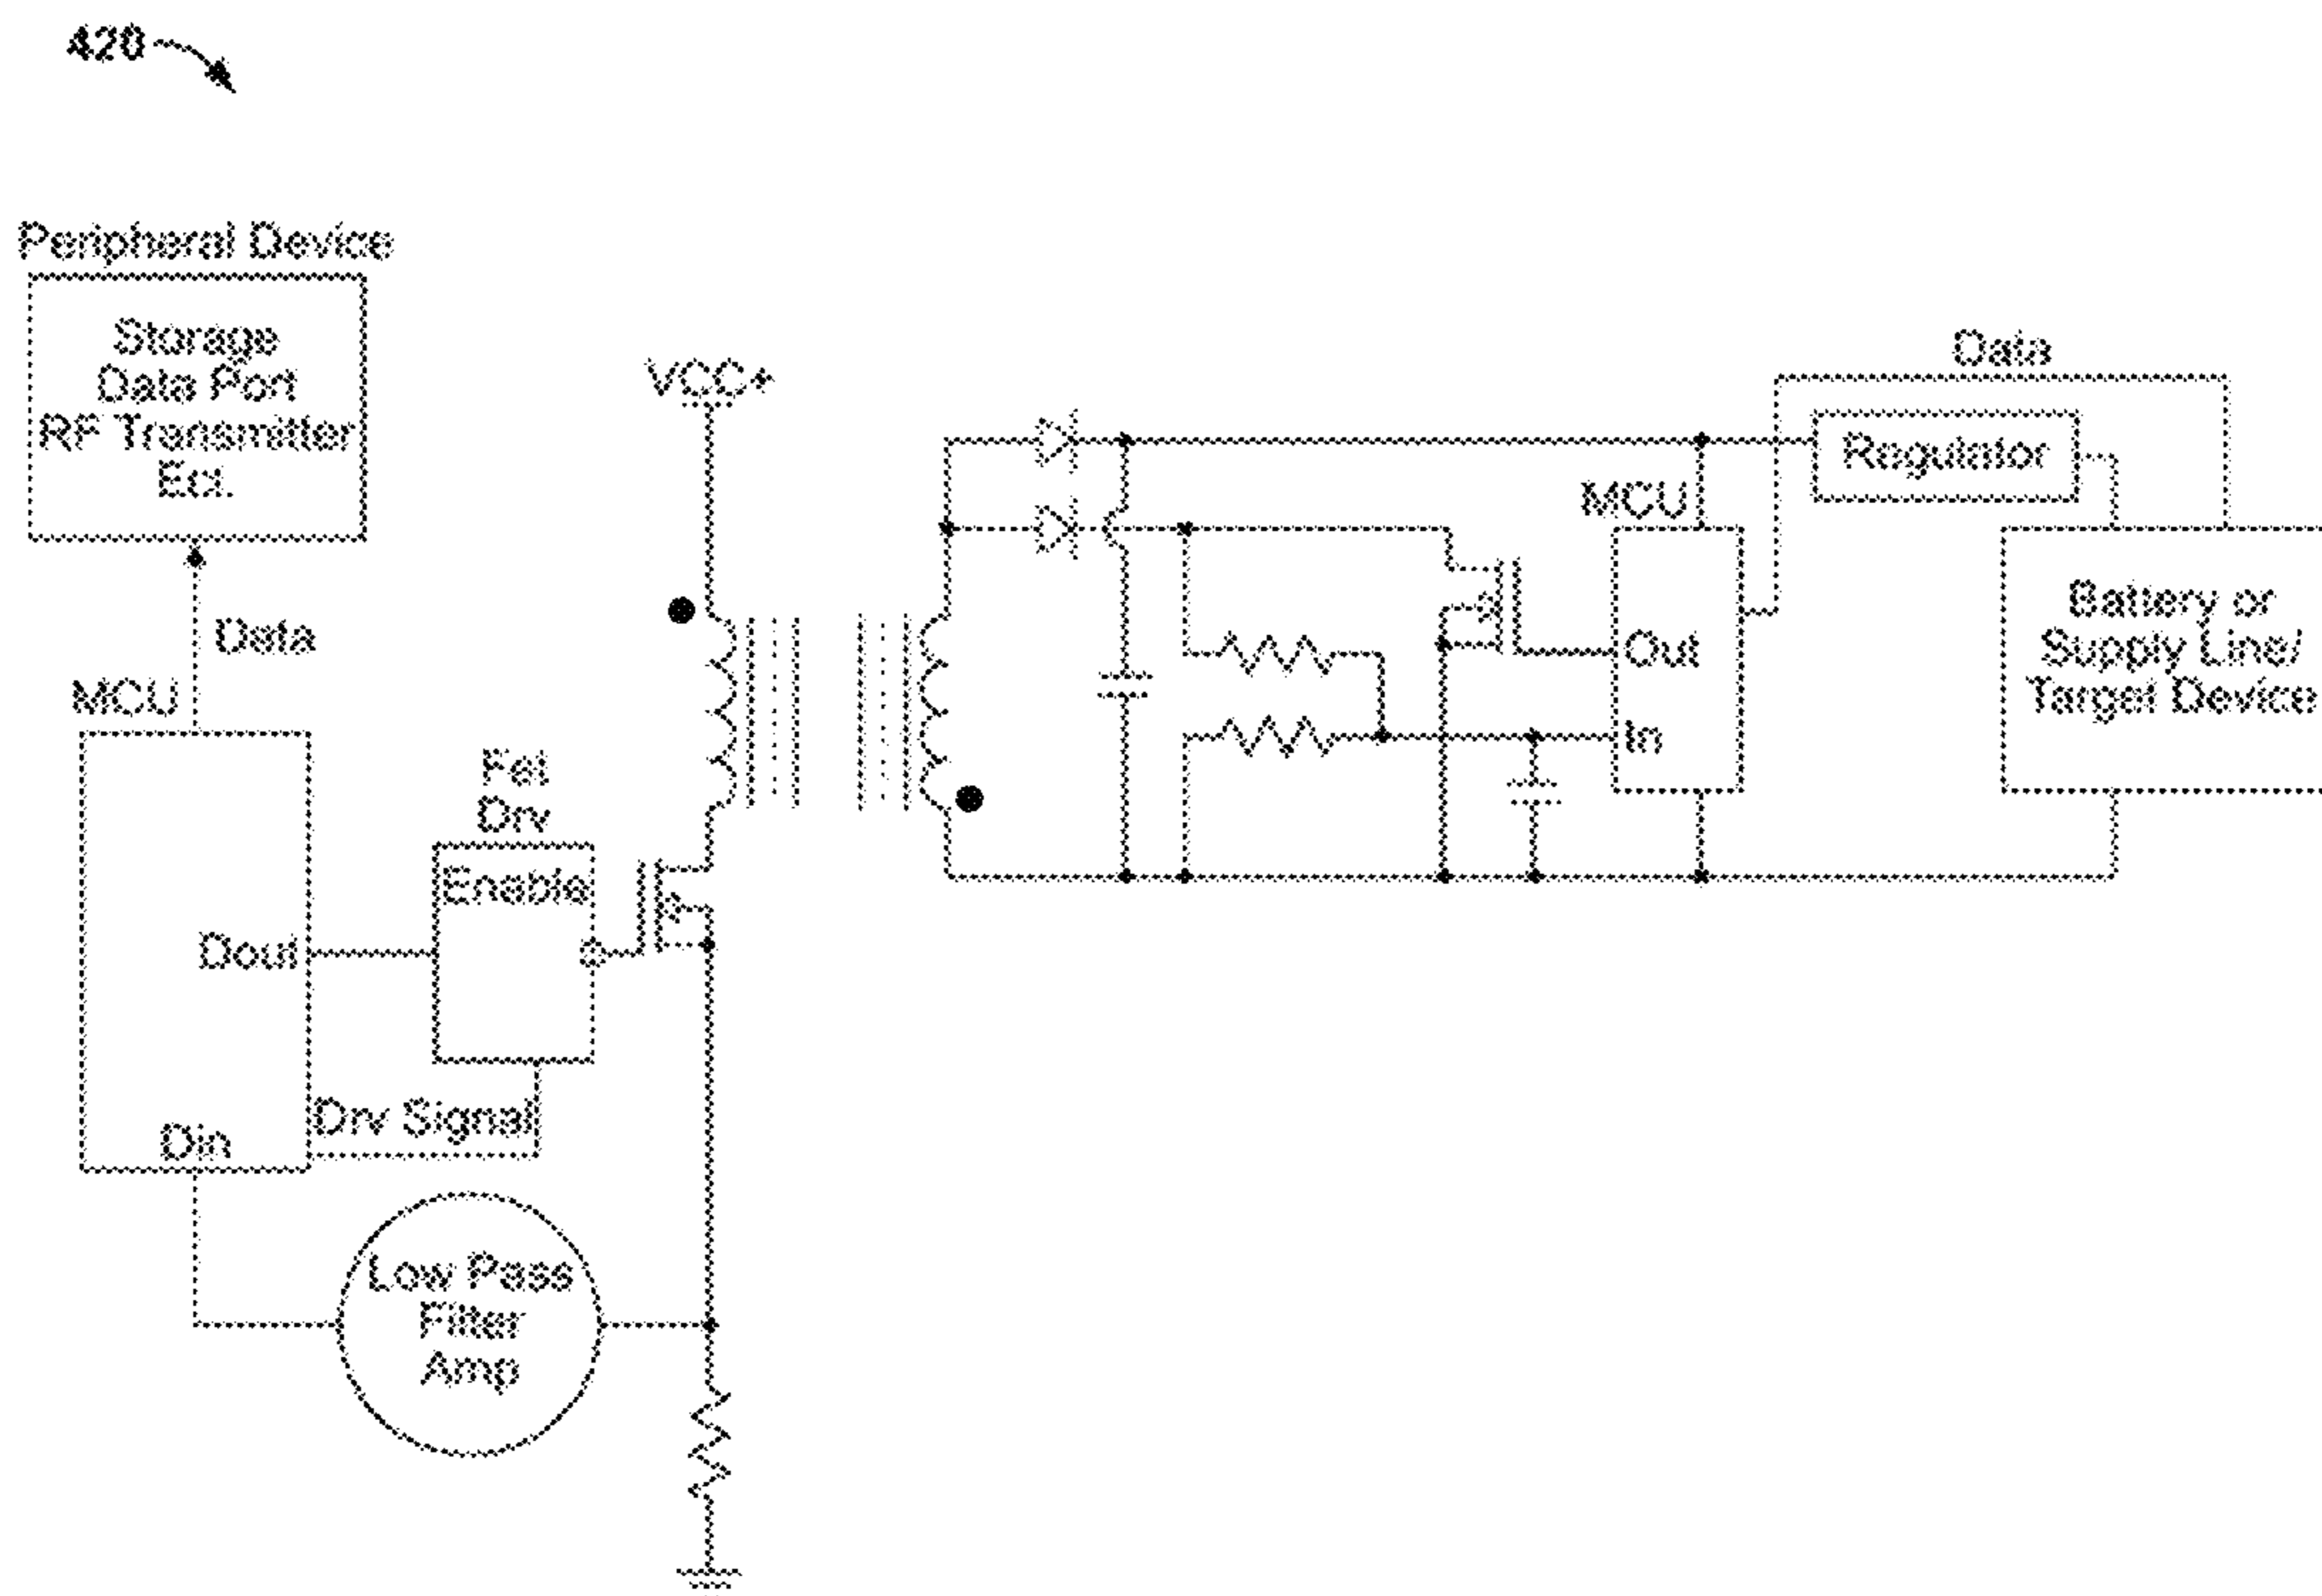 420
Peripheral Device
Storage
Data Port
RF Transmitter
Ect.
Data
MCU
Dout
Din
Fet
Drv
Enable
Drv Signal
Low Pass
Filter
Amp
VCC+
MCU
Out
In
Data
Regulator
Battery or
Supply Line/
Target Device